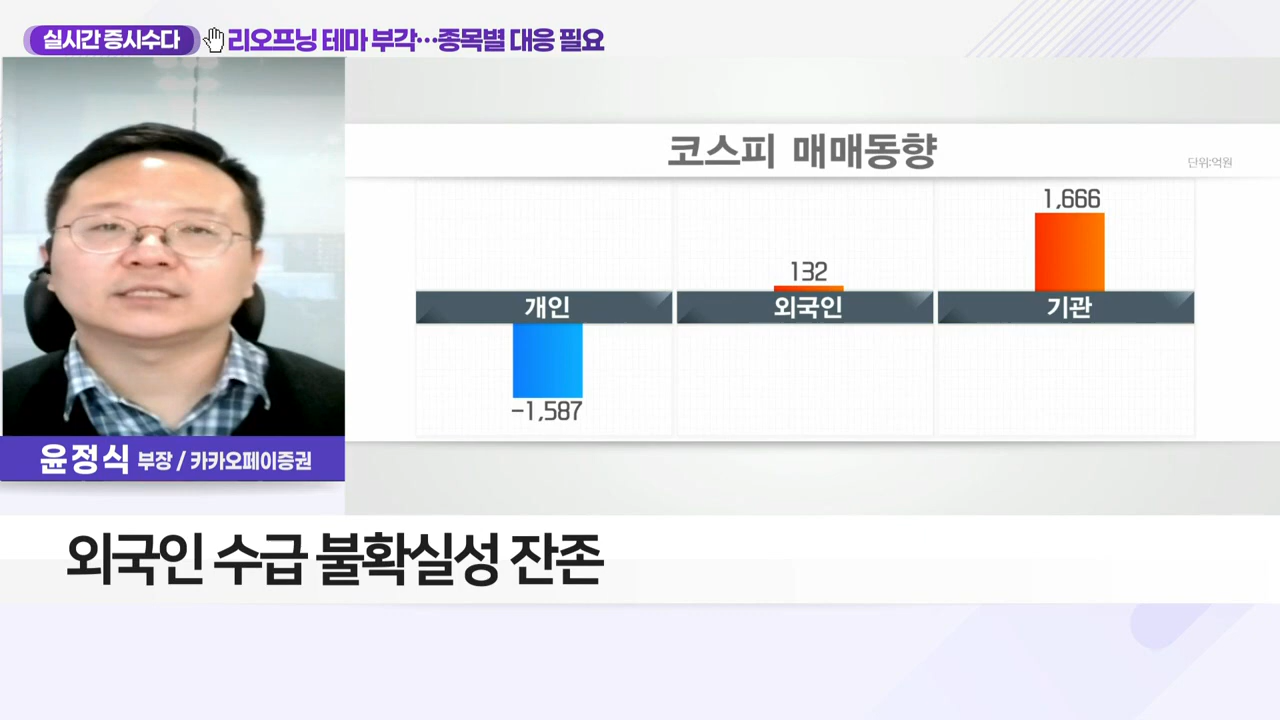 실시간 증시수다
리오프닝 테마 부각…종목별 대응 필요
코스피 매매동향
단위:억원
개인
-1,587
외국인
132
기관
1,666
윤정식 부장 / 카카오페이증권
외국인 수급 불확실성 잔존